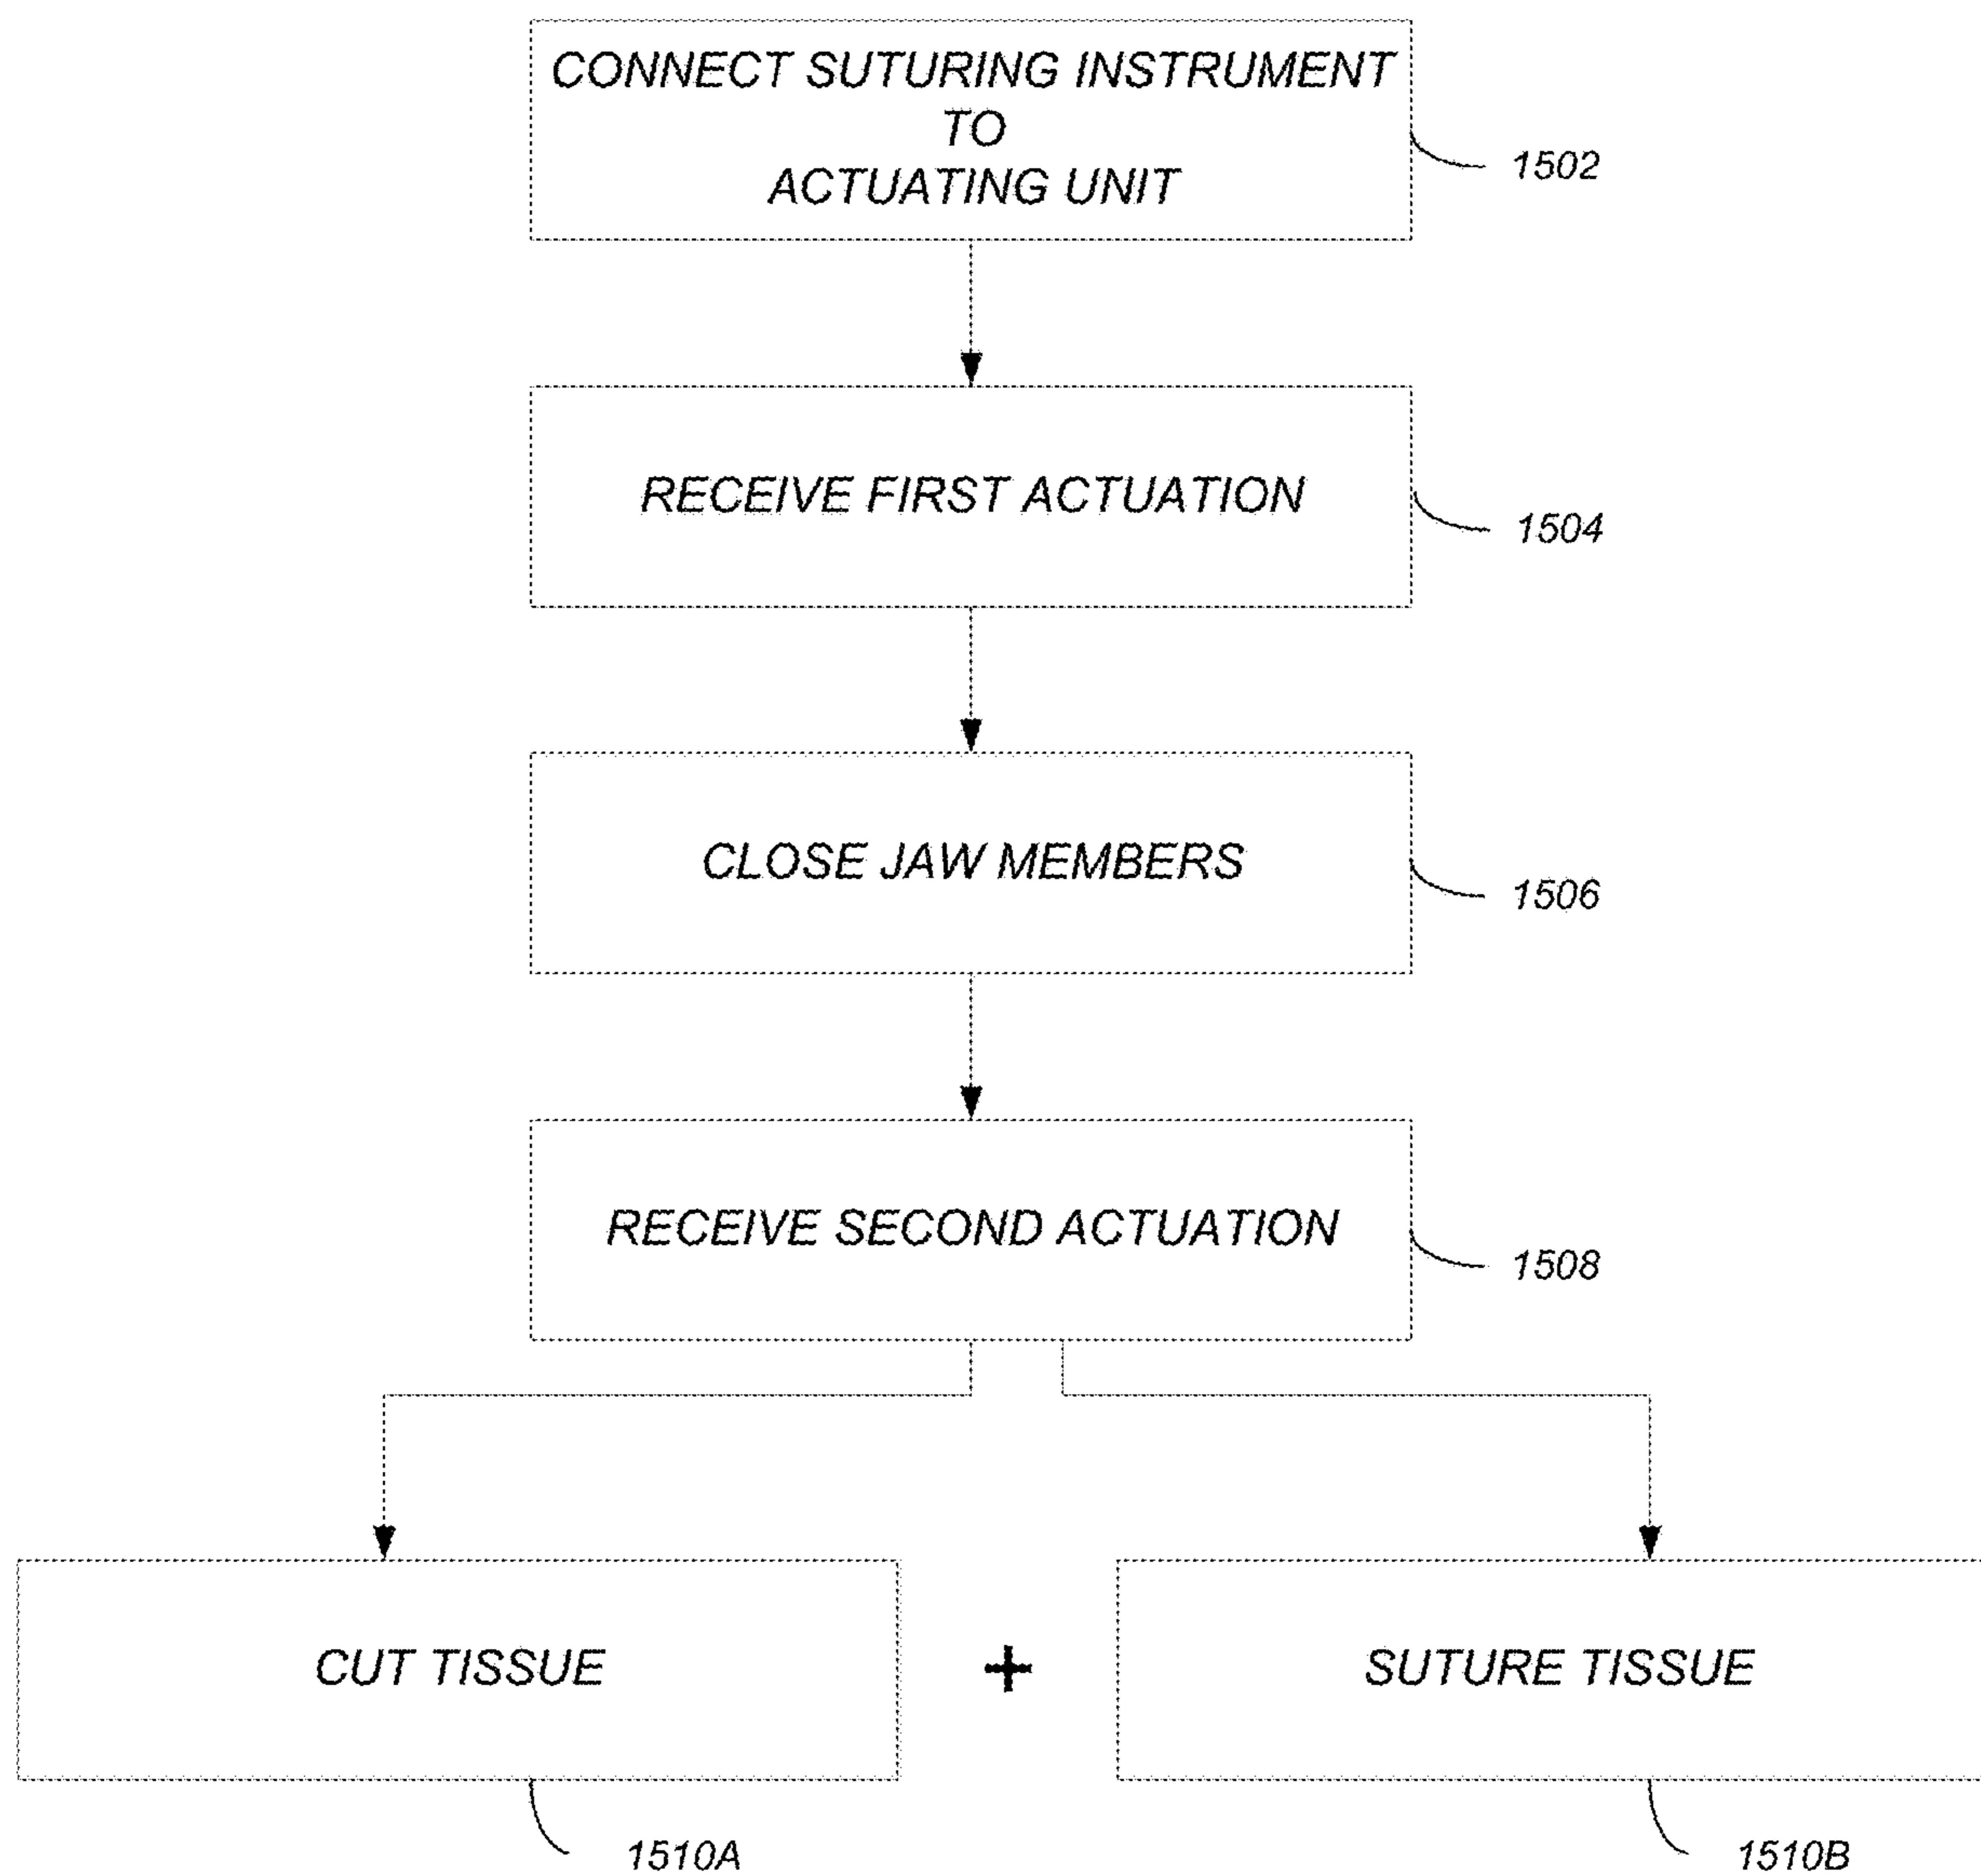 CONNECT SUTURING INSTRUMENT
TO
ACTUATING UNIT
1502
RECEIVE FIRST ACTUATION
1504
CLOSE JAW MEMBERS
1506
RECEIVE SECOND ACTUATION
1508
CUT TISSUE
+
SUTURE TISSUE
1510A
1510B